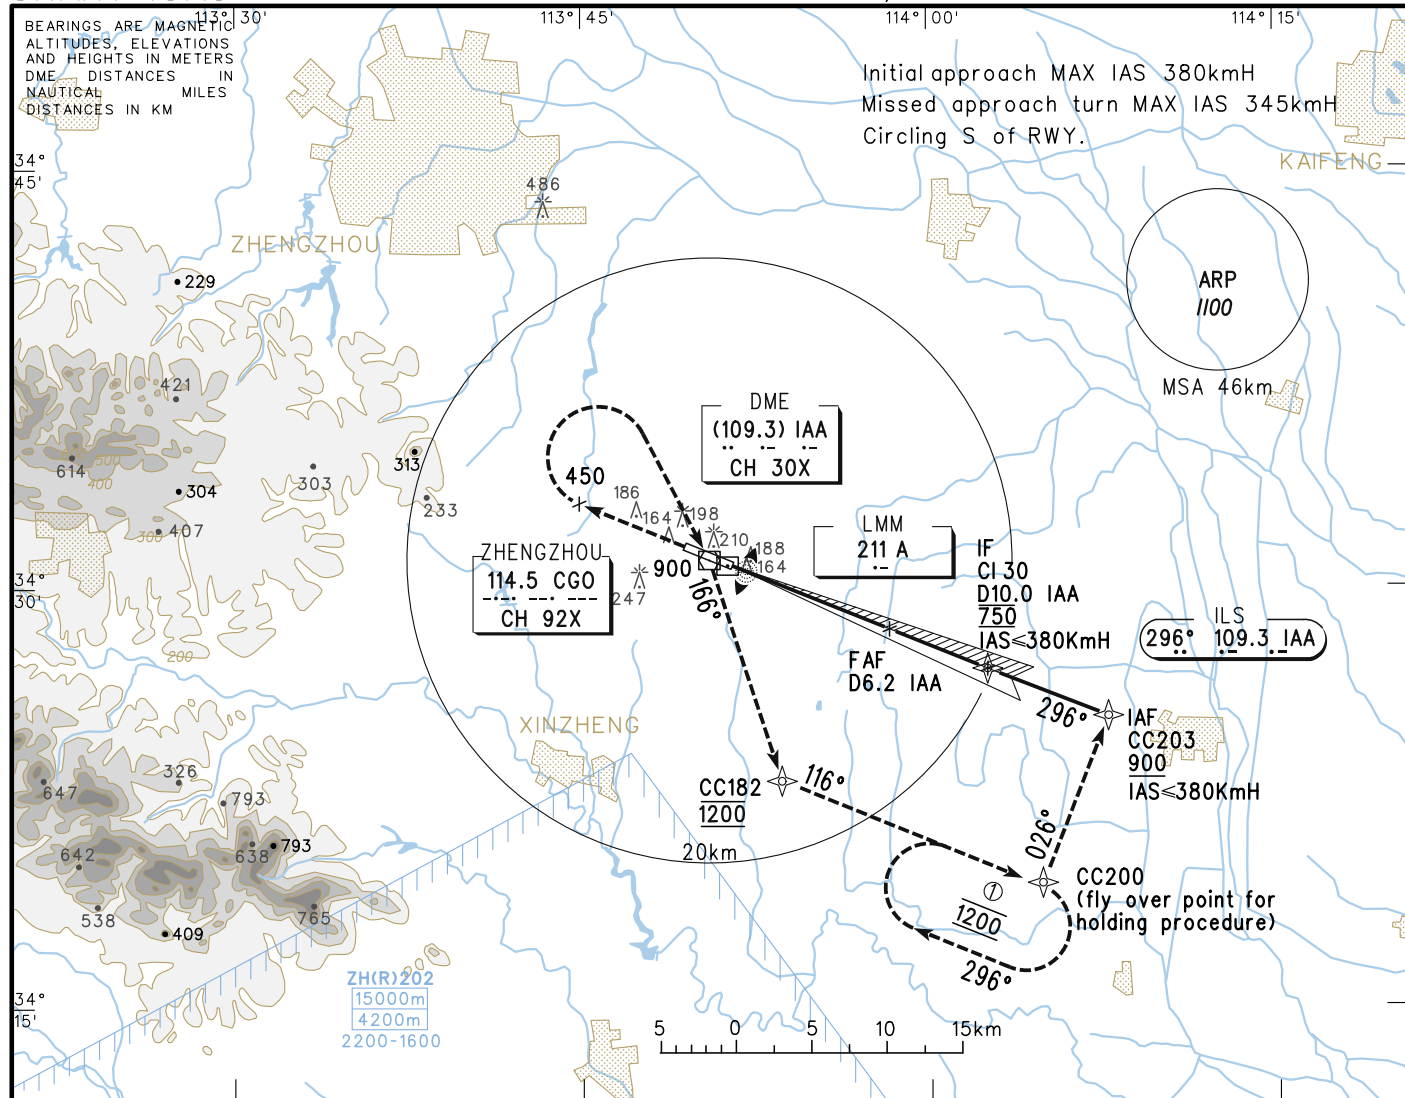 113° 30'
113° 45'
114° 00'
114° 15'
BEARINGS ARE MAGNETIC
ALTITUDES, ELEVATIONS
AND HEIGHTS IN METERS
DME DISTANCES IN
NAUTICAL MILES
DISTANCES IN KM
Initial approach MAX IAS 380kmH
Missed approach turn MAX IAS 345kmH
Circling S of RWY.
34°
45'
KAIFENG
486
ZHENGZHOU
229
ARP
1100
MSA 46km
421
DME
(109.3) IAA
CH 30X
313
614
500
400
303
304
233
450
186
198
164
407
300
210
188
164
LMM
211 A
IF
CI30
D10.0 IAA
750
IAS≤380KmH
ZHENGZHOU
114.5 CGO
CH 92X
900
247
166°
34°
30'
ILS
296° 109.3 IAA
200
FAF
D6.2 IAA
296°
IAF
CC203
900
IAS≤380KmH
XINZHENG
326
647
793
CC182
1200
116°
026°
793
638
642
20km
CC200
(fly over point for
holding procedure)
1
1200
296°
538
765
409
ZH(R)202
15000m
4200m
2200-1600
34°
15'
5 0 5 10 15km